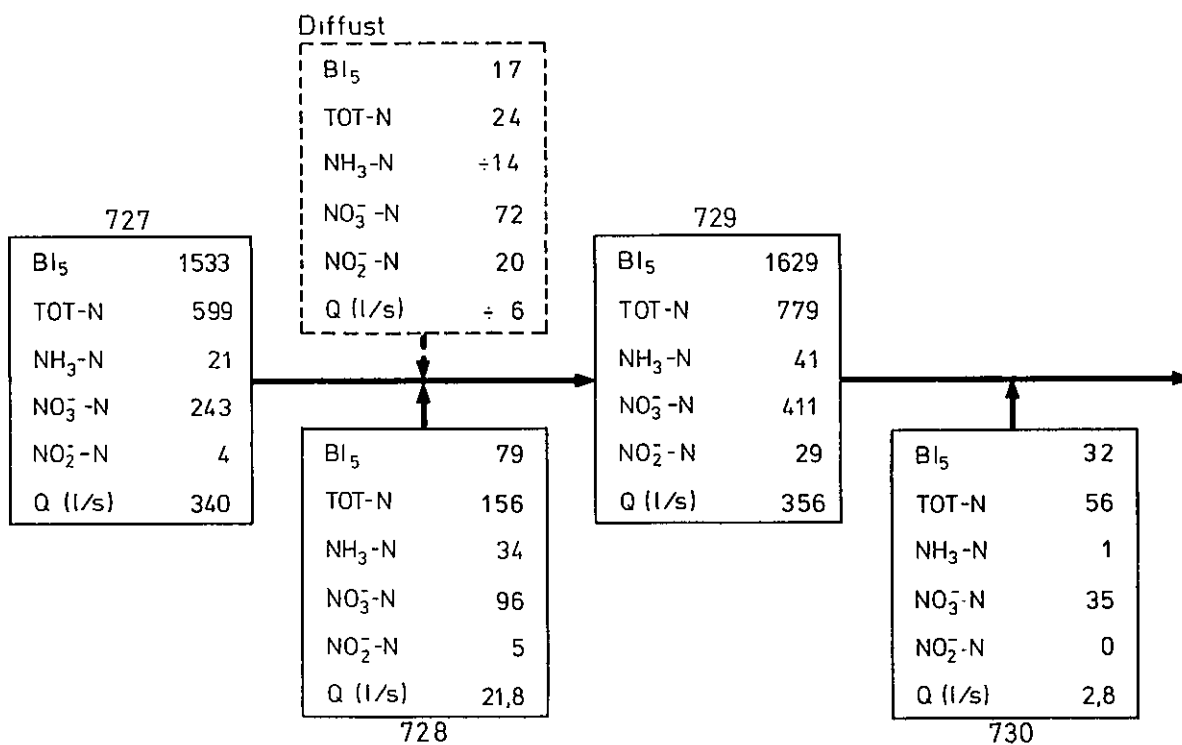 Diffust
BI₅ 17
TOT-N 24
NH₃-N ÷14
NO₃⁻-N 72
NO₂⁻-N 20
Q (l/s) ÷ 6
727
BI₅ 1533
TOT-N 599
NH₃-N 21
NO₃⁻-N 243
NO₂⁻-N 4
Q (l/s) 340
BI₅ 79
TOT-N 156
NH₃-N 34
NO₃⁻-N 96
NO₂⁻-N 5
Q (l/s) 21,8
728
729
BI₅ 1629
TOT-N 779
NH₃-N 41
NO₃⁻-N 411
NO₂⁻-N 29
Q (l/s) 356
BI₅ 32
TOT-N 56
NH₃-N 1
NO₃⁻-N 35
NO₂⁻-N 0
Q (l/s) 2,8
730